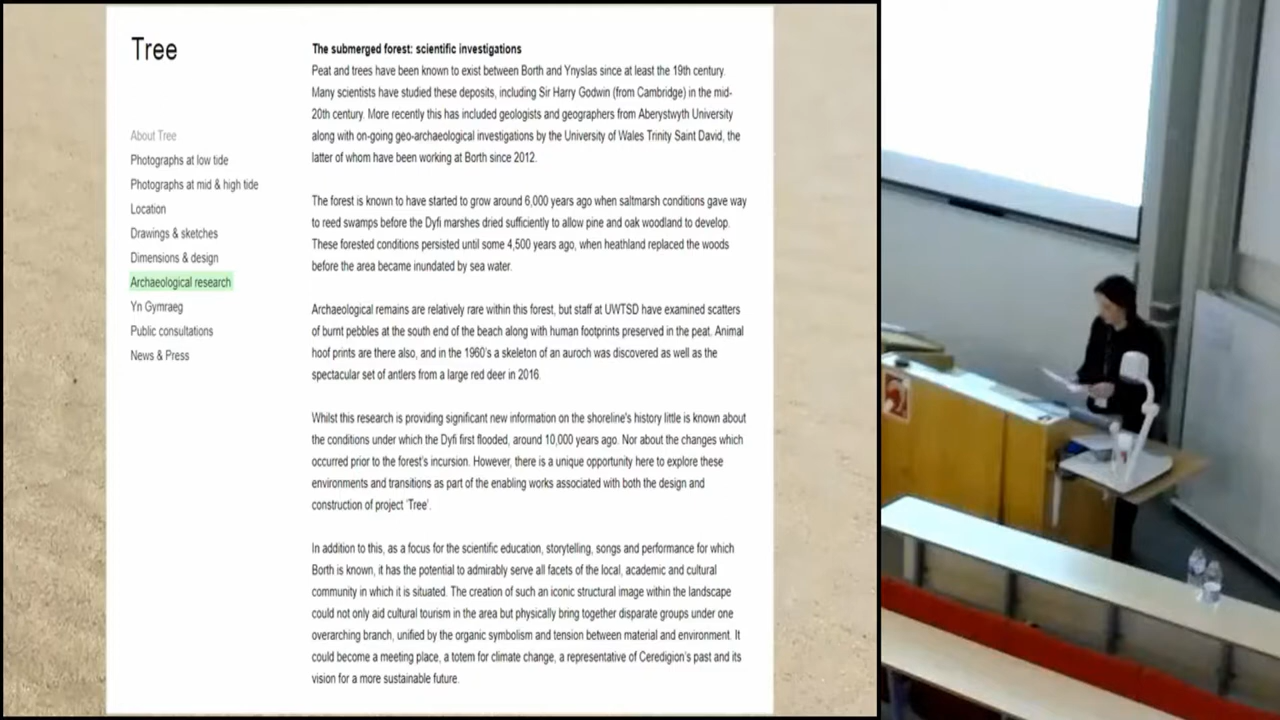 Tree
About Tree
Photographs at low tide
Photographs at mid & high tide
Location
Drawings & sketches
Dimensions & design
Archaeological research
Yn Gymraeg
Public consultations
News & Press
The submerged forest: scientific investigations
Peat and trees have been known to exist between Borth and Ynyslas since at least the 19th century.
Many scientists have studied these deposits, including Sir Harry Godwin (from Cambridge) in the mid-
20th century. More recently this has included geologists and geographers from Aberystwyth University
along with on-going geo-archaeological investigations by the University of Wales Trinity Saint David, the
latter of whom have been working at Borth since 2012.
The forest is known to have started to grow around 6,000 years ago when saltmarsh conditions gave way
to reed swamps before the Dyfi marshes dried sufficiently to allow pine and oak woodland to develop.
These forested conditions persisted until some 4,500 years ago, when heathland replaced the woods
before the area became inundated by sea water.
Archaeological remains are relatively rare within this forest, but staff at UWTSD have examined scatters
of burnt pebbles at the south end of the beach along with human footprints preserved in the peat. Animal
hoof prints are there also, and in the 1960's a skeleton of an auroch was discovered as well as the
spectacular set of antlers from a large red deer in 2016.
Whilst this research is providing significant new information on the shoreline's history little is known about
the conditions under which the Dyfi first flooded, around 10,000 years ago. Nor about the changes which
occurred prior to the forest's incursion. However, there is a unique opportunity here to explore these
environments and transitions as part of the enabling works associated with both the design and
construction of project 'Tree'.
In addition to this, as a focus for the scientific education, storytelling, songs and performance for which
Borth is known, it has the potential to admirably serve all facets of the local, academic and cultural
community in which it is situated. The creation of such an iconic structural image within the landscape
could not only aid cultural tourism in the area but physically bring together disparate groups under one
overarching branch, unified by the organic symbolism and tension between material and environment. It
could become a meeting place, a totem for climate change, a representative of Ceredigion's past and its
vision for a more sustainable future.